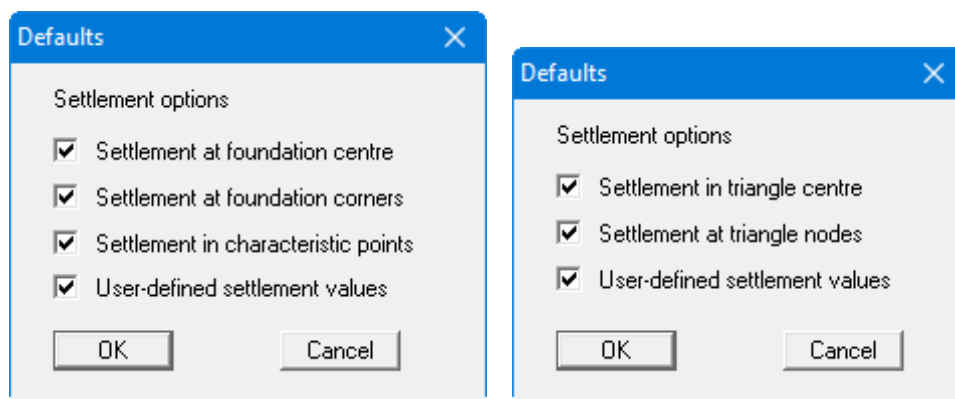 Defaults
Settlement options
Settlement at foundation centre
Settlement at foundation corners
Settlement in characteristic points
User-defined settlement values
OK Cancel
Defaults
Settlement options
Settlement in triangle centre
Settlement at triangle nodes
User-defined settlement values
OK Cancel